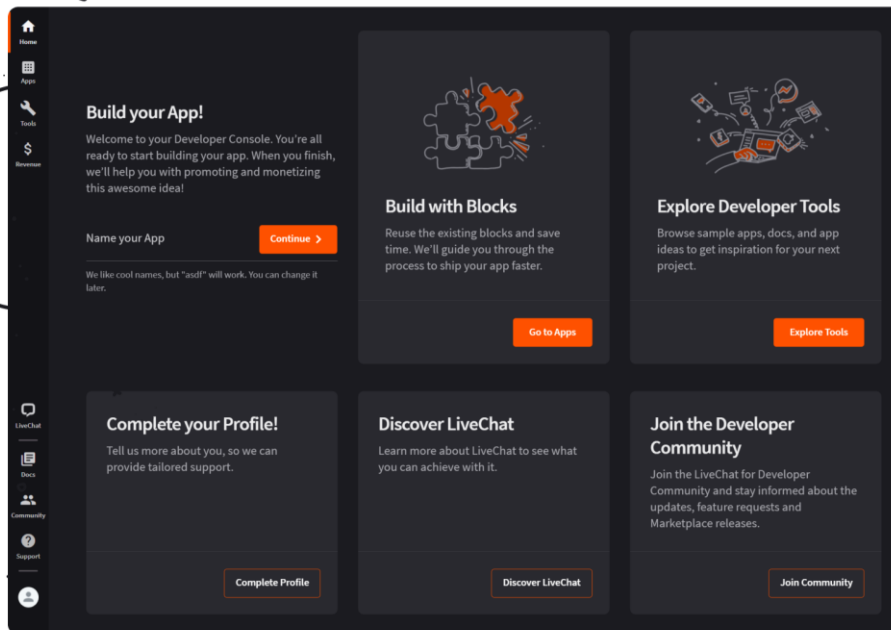 Home
Apps
Tools
Revenue
LiveChat
Docs
Community
Support
Build your App!
Welcome to your Developer Console. You're all
ready to start building your app. When you finish,
we'll help you with promoting and monetizing
this awesome idea!
Name your App
Continue
We like cool names, but "asdf" will work. You can change it
later.
Build with Blocks
Reuse the existing blocks and save
time. We'll guide you through the
process to ship your app faster.
Go to Apps
Explore Developer Tools
Browse sample apps, docs, and app
ideas to get inspiration for your next
project.
Explore Tools
Complete your Profile!
Tell us more about you, so we can
provide tailored support.
Complete Profile
Discover LiveChat
Learn more about LiveChat to see what
you can achieve with it.
Discover LiveChat
Join the Developer
Community
Join the LiveChat for Developer
Community and stay informed about the
updates, feature requests and
Marketplace releases.
Join Community